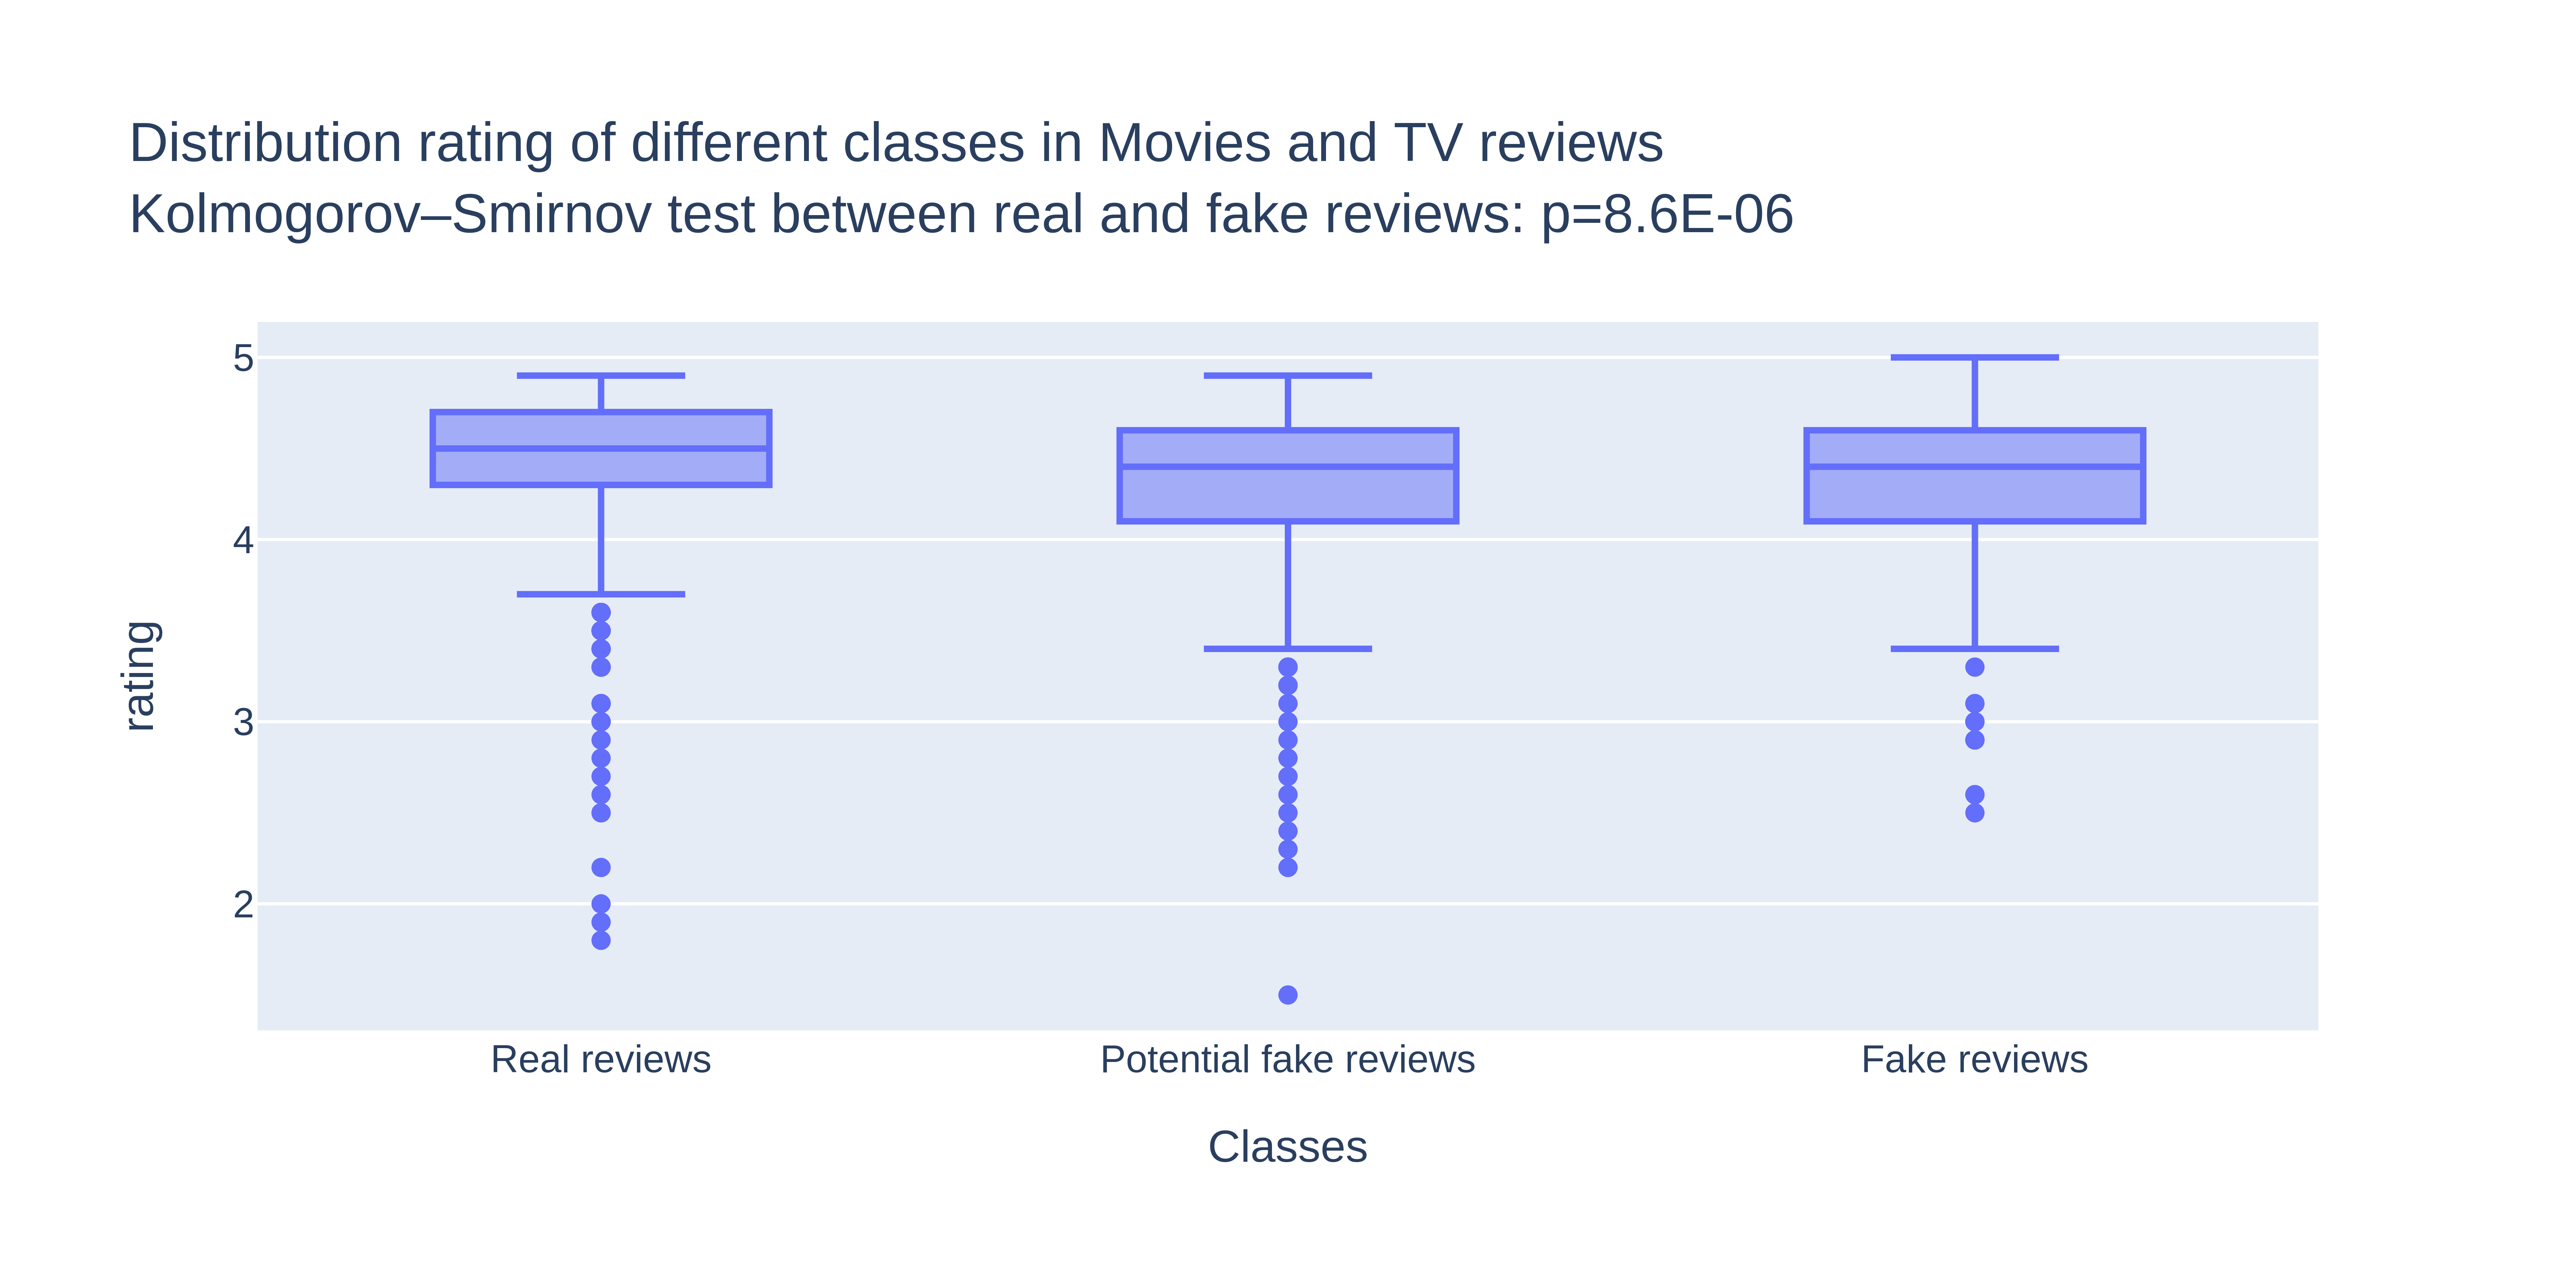 Distribution rating of different classes in Movies and TV reviews
Kolmogorov–Smirnov test between real and fake reviews: p=8.6E-06
5
4
3
2
rating
Real reviews
Potential fake reviews
Fake reviews
Classes